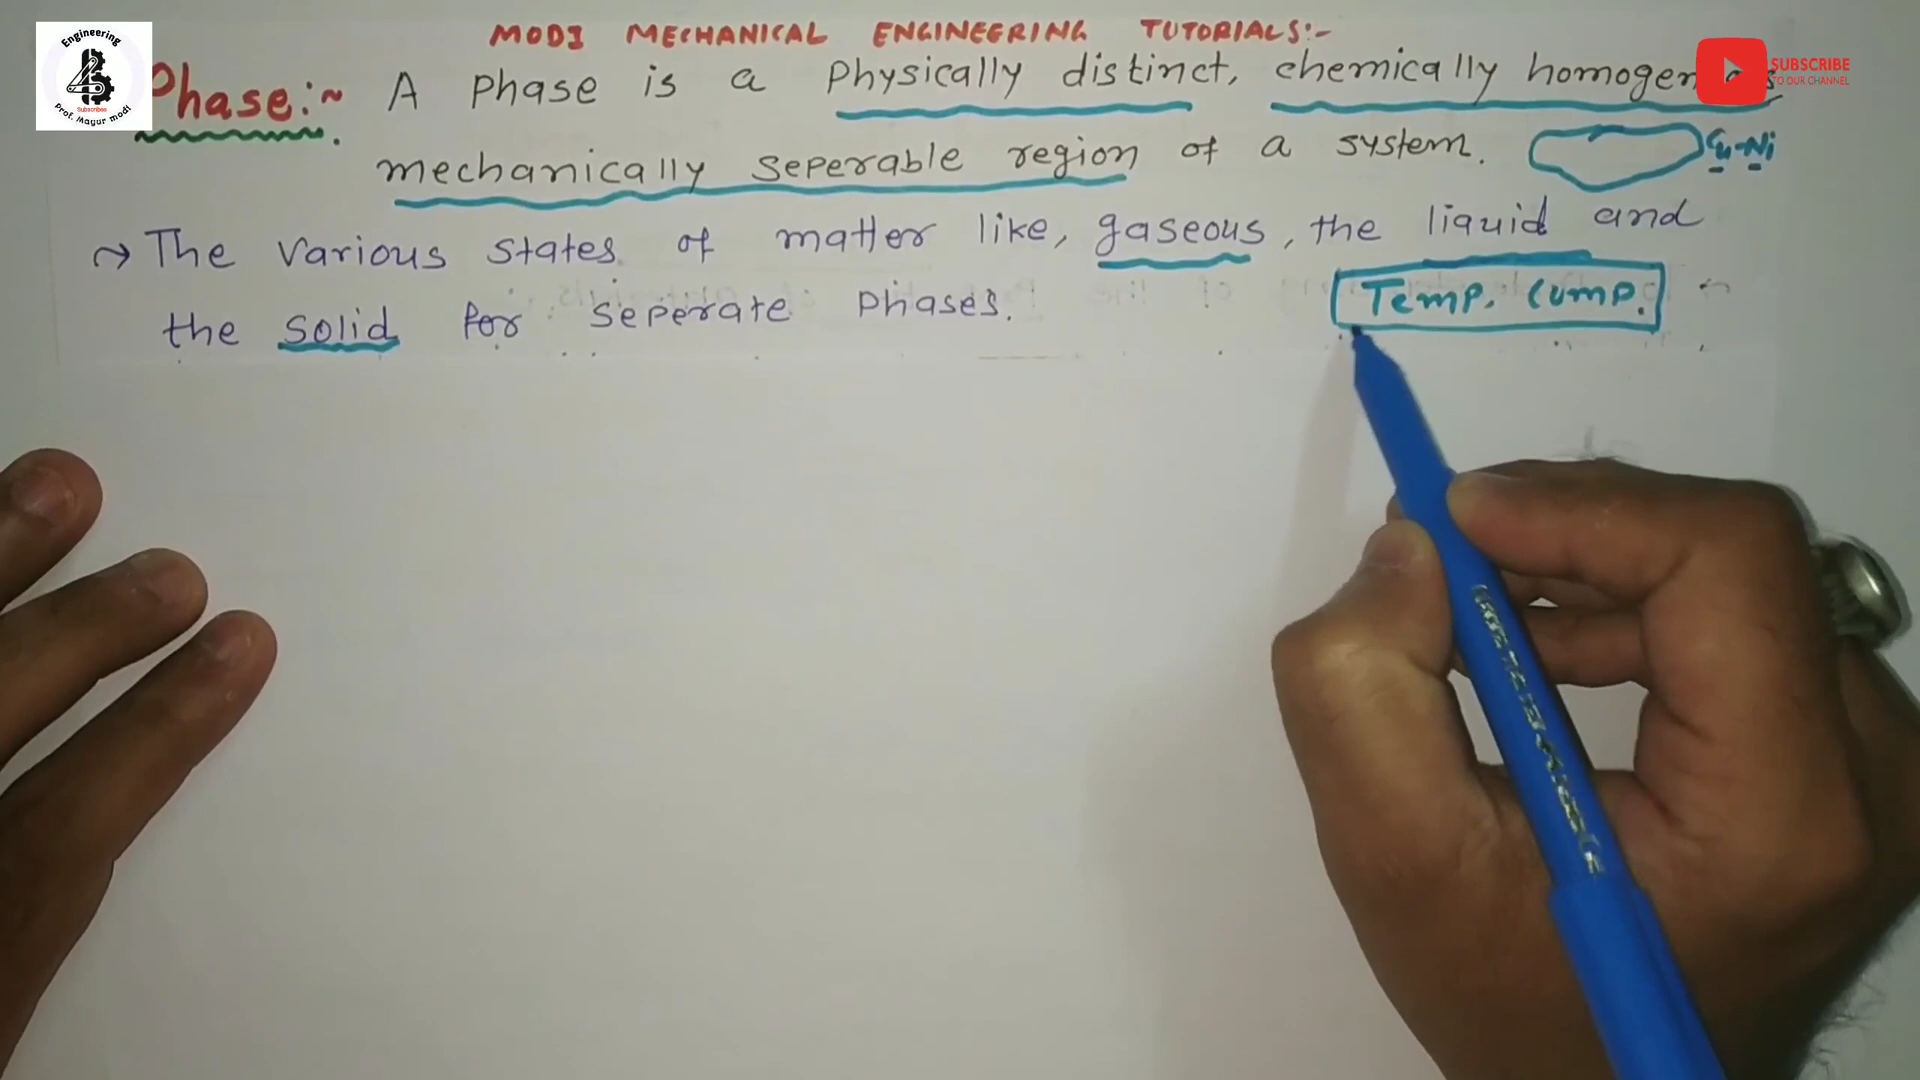 MODI MECHANICAL ENGINEERING TUTORIALS:-
Engineering
Subscribes
Prof. Mayur modi
SUBSCRIBE
TO OUR CHANNEL
Phase:~ A phase is a physically distinct, chemically
mechanically seperable region of a system. Cu-Ni
→ The various states of matter like, gaseous, the liquid and
the solid for seperate phases. Temp. Comp.